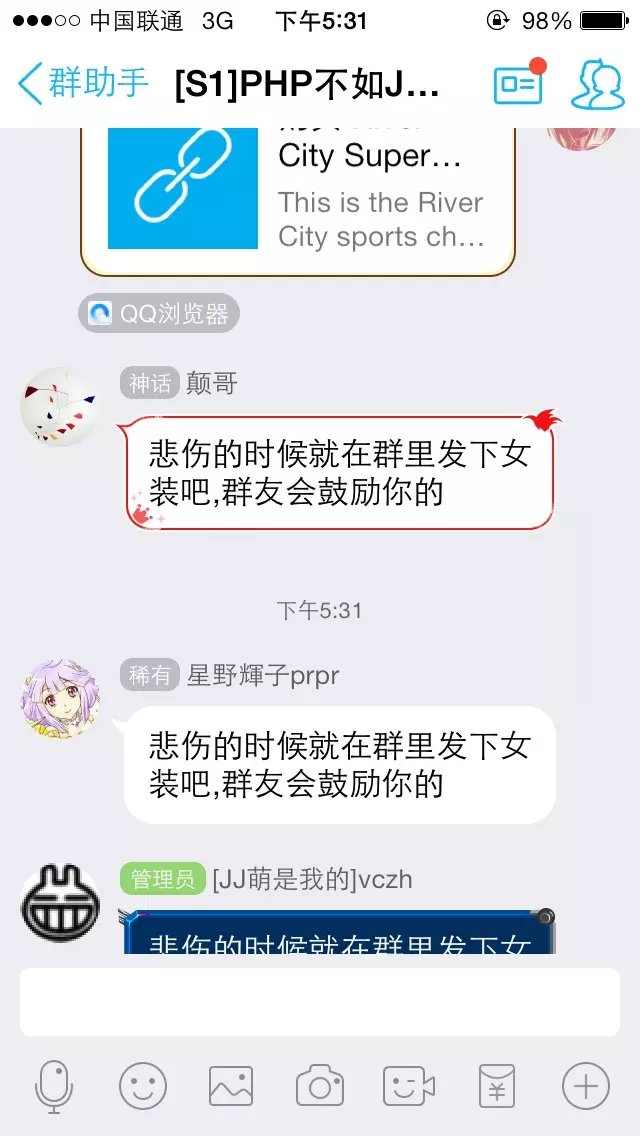 中国联通 3G 下午5:31 98%
群助手 [S1]PHP不如J...
City Super...
This is the River
City sports ch...
QQ浏览器
神话 颠哥
悲伤的时候就在群里发下女
装吧,群友会鼓励你的
下午5:31
稀有 星野輝子prpr
悲伤的时候就在群里发下女
装吧,群友会鼓励你的
管理员 [JJ萌是我的]vczh
悲伤的时候就在群里发下女